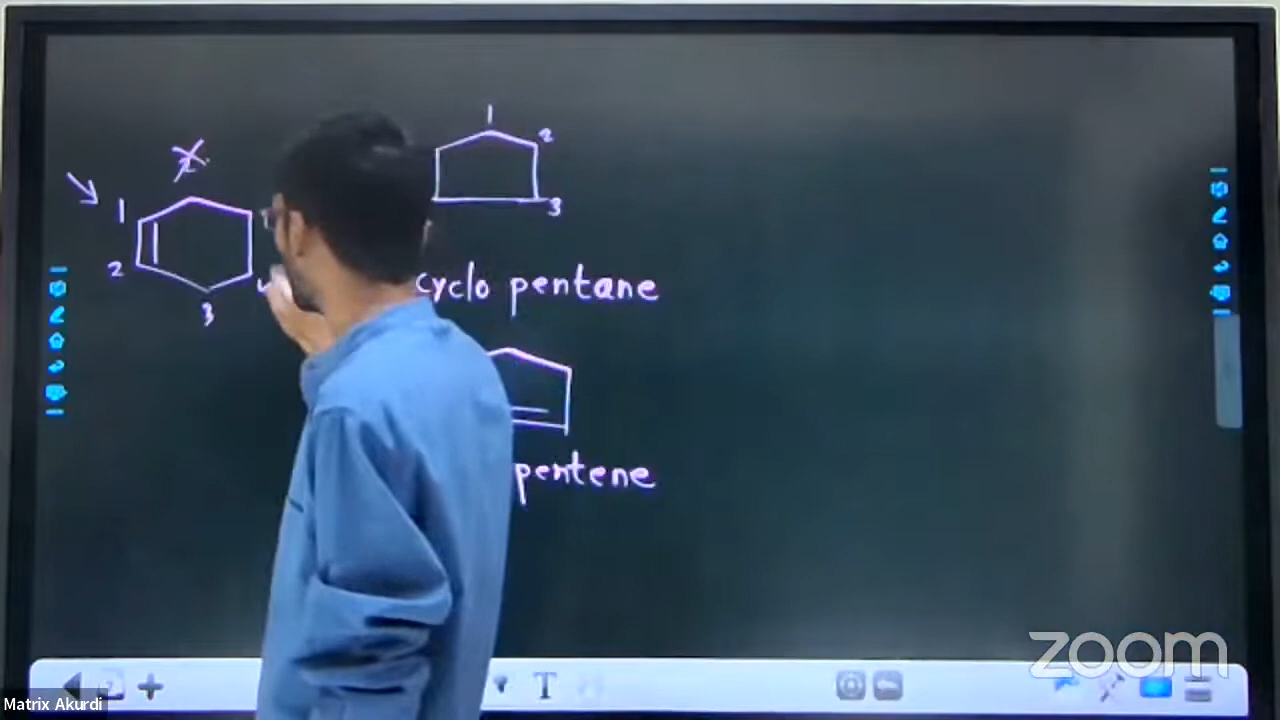 1
2
3
1
2
3
cyclo pentane
pentene
zoom
T
Matrix Akurdi